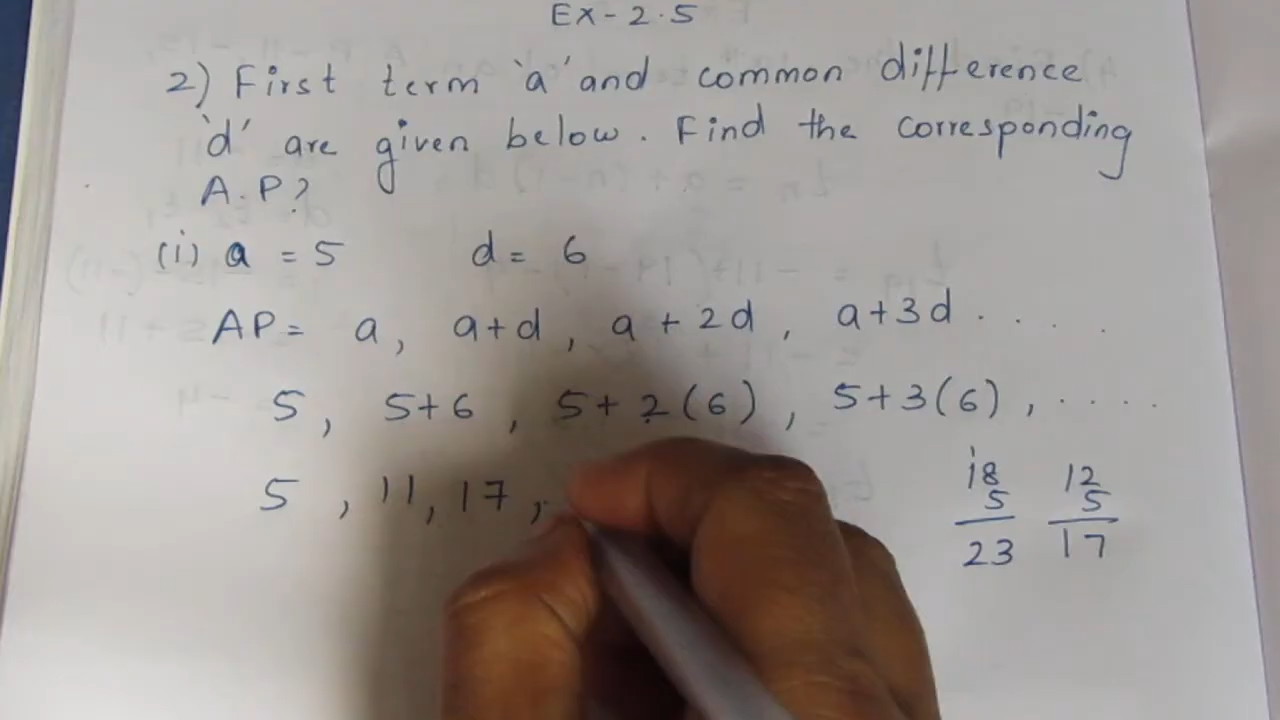 Ex-2.5
2) First term 'a' and common difference
'd' are given below. Find the corresponding
A.P?
(i) a = 5 d = 6
AP = a, a+d, a+2d, a+3d....
5, 5+6, 5+2(6), 5+3(6), ....
5, 11, 17,
1
18 12
5 5
23 17